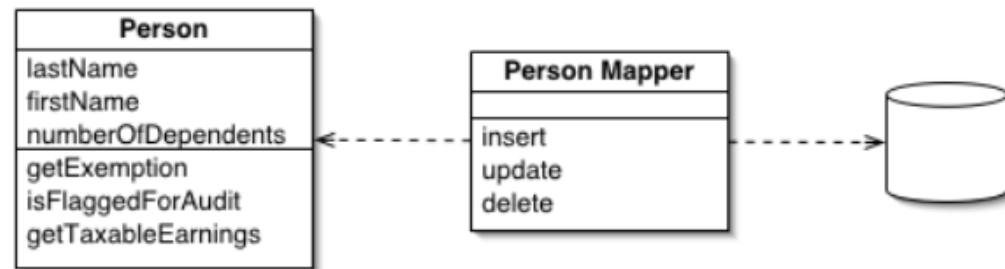 Person
lastName
firstName
numberOfDependents
getExemption
isFlaggedForAudit
getTaxableEarnings
Person Mapper
insert
update
delete